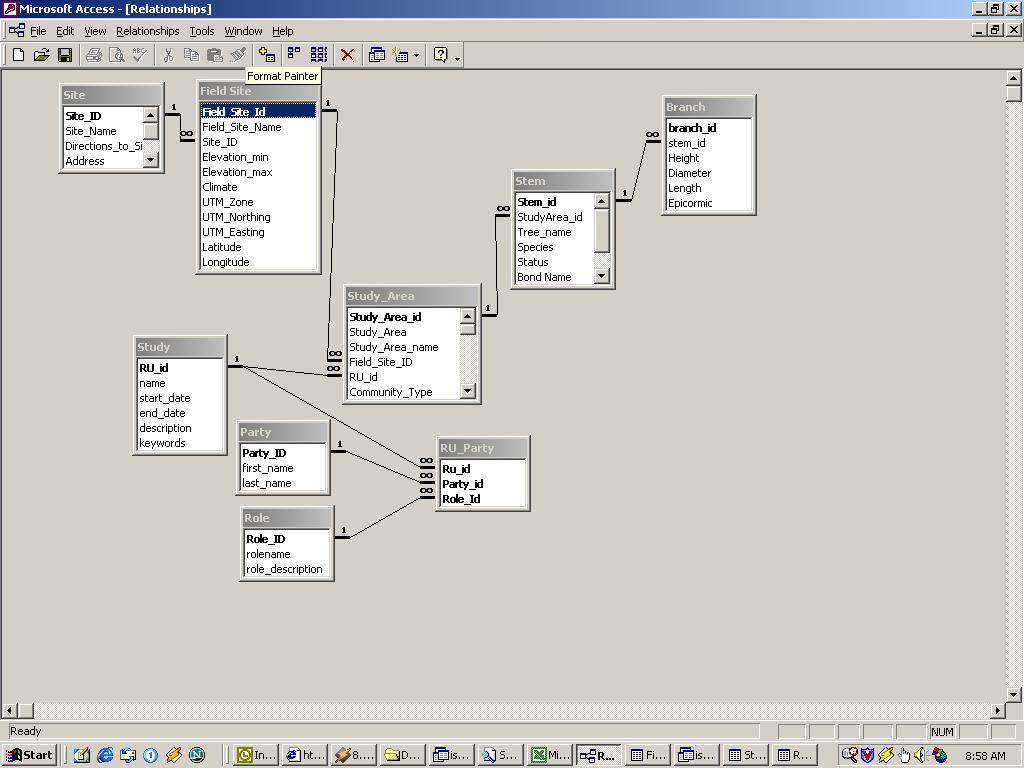 Microsoft Access - [Relationships]
File Edit View Relationships Tools Window Help
Format Painter
Site
Site_ID
Site_Name
Directions_to_Si
Address
1
∞
Field Site
Field_Site_Id
Field_Site_Name
Site_ID
Elevation_min
Elevation_max
Climate
UTM_Zone
UTM_Northing
UTM_Easting
Latitude
Longitude
1
Branch
branch_id
stem_id
Height
Diameter
Length
Epicormic
∞
Stem
Stem_id
StudyArea_id
Tree_name
Species
Status
Bond Name
∞
1
Study_Area
Study_Area_id
Study_Area
Study_Area_name
Field_Site_ID
RU_id
Community_Type
1
∞
∞
Study
RU_id
name
start_date
end_date
description
keywords
1
Party
Party_ID
first_name
last_name
1
RU_Party
Ru_id
Party_id
Role_Id
∞
∞
∞
Role
Role_ID
rolename
role_description
1
Ready
NUM
Start In... ht... 8.... D... is... S... Mi... R... Fi... is... St... R... 8:58 AM